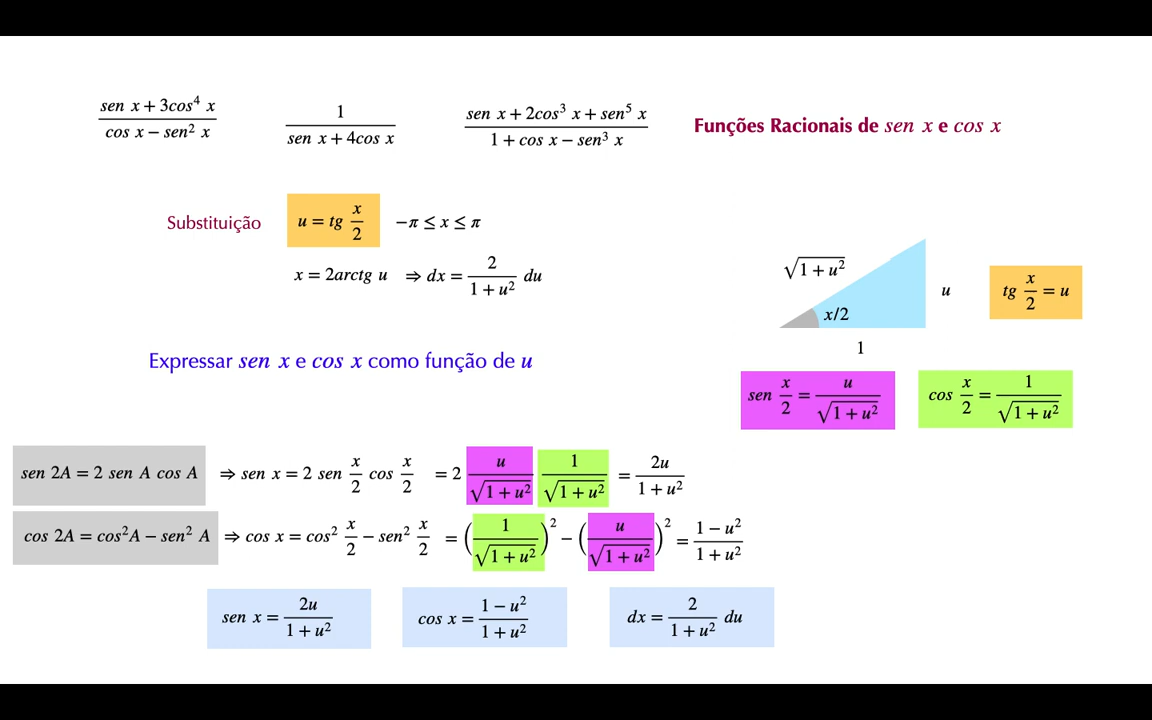 (sen x + 3cos⁴ x)/(cos x − sen² x)   1/(sen x + 4cos x)   (sen x + 2cos³ x + sen⁵ x)/(1 + cos x − sen³ x)   Funções Racionais de sen x e cos x
Substituição   u = tg x/2   −π ≤ x ≤ π
x = 2arctg u ⇒ dx = 2/(1 + u²) du
√(1 + u²)   u   x/2   1   tg x/2 = u
Expressar sen x e cos x como função de u
sen x/2 = u/√(1 + u²)   cos x/2 = 1/√(1 + u²)
sen 2A = 2 sen A cos A ⇒ sen x = 2 sen x/2 cos x/2 = 2 u/√(1 + u²) 1/√(1 + u²) = 2u/(1 + u²)
cos 2A = cos²A − sen² A ⇒ cos x = cos² x/2 − sen² x/2 = (1/√(1 + u²))² − (u/√(1 + u²))² = (1 − u²)/(1 + u²)
sen x = 2u/(1 + u²)   cos x = (1 − u²)/(1 + u²)   dx = 2/(1 + u²) du